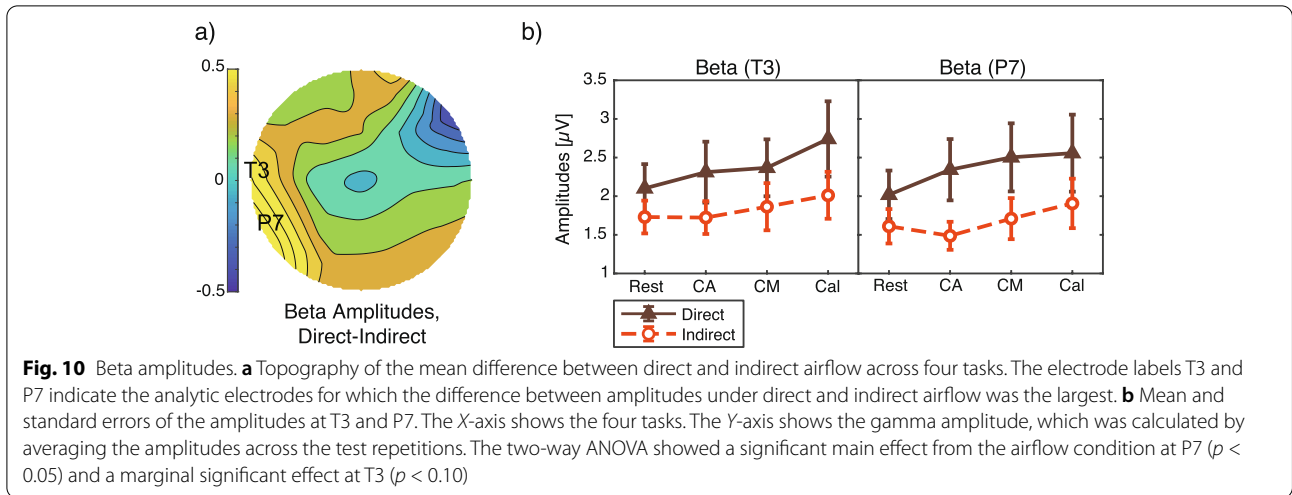 a)
0.5
0
-0.5
T3
P7
Beta Amplitudes,
Direct-Indirect
b)
Beta (T3)
Beta (P7)
Amplitudes [µV]
3.5
3
2.5
2
1.5
1
Rest CA CM Cal
Rest CA CM Cal
Direct
Indirect
Fig. 10 Beta amplitudes. a Topography of the mean difference between direct and indirect airflow across four tasks. The electrode labels T3 and
P7 indicate the analytic electrodes for which the difference between amplitudes under direct and indirect airflow was the largest. b Mean and
standard errors of the amplitudes at T3 and P7. The X-axis shows the four tasks. The Y-axis shows the gamma amplitude, which was calculated by
averaging the amplitudes across the test repetitions. The two-way ANOVA showed a significant main effect from the airflow condition at P7 (p <
0.05) and a marginal significant effect at T3 (p < 0.10)